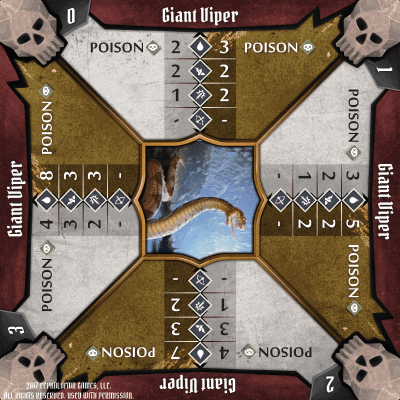 0
Giant Viper
POISON 2 3 POISON
2 2
1 2
- -
1
Giant Viper
POISON 3 5 POISON
2 2
1 2
- -
2
Giant Viper
POISON 4 7 POISON
3 3
1 2
- -
3
Giant Viper
POISON 4 8 POISON
3 3
2 3
- -
2017 CEPHALOFAIR GAMES, LLC.
ALL RIGHTS RESERVED. USED WITH PERMISSION.